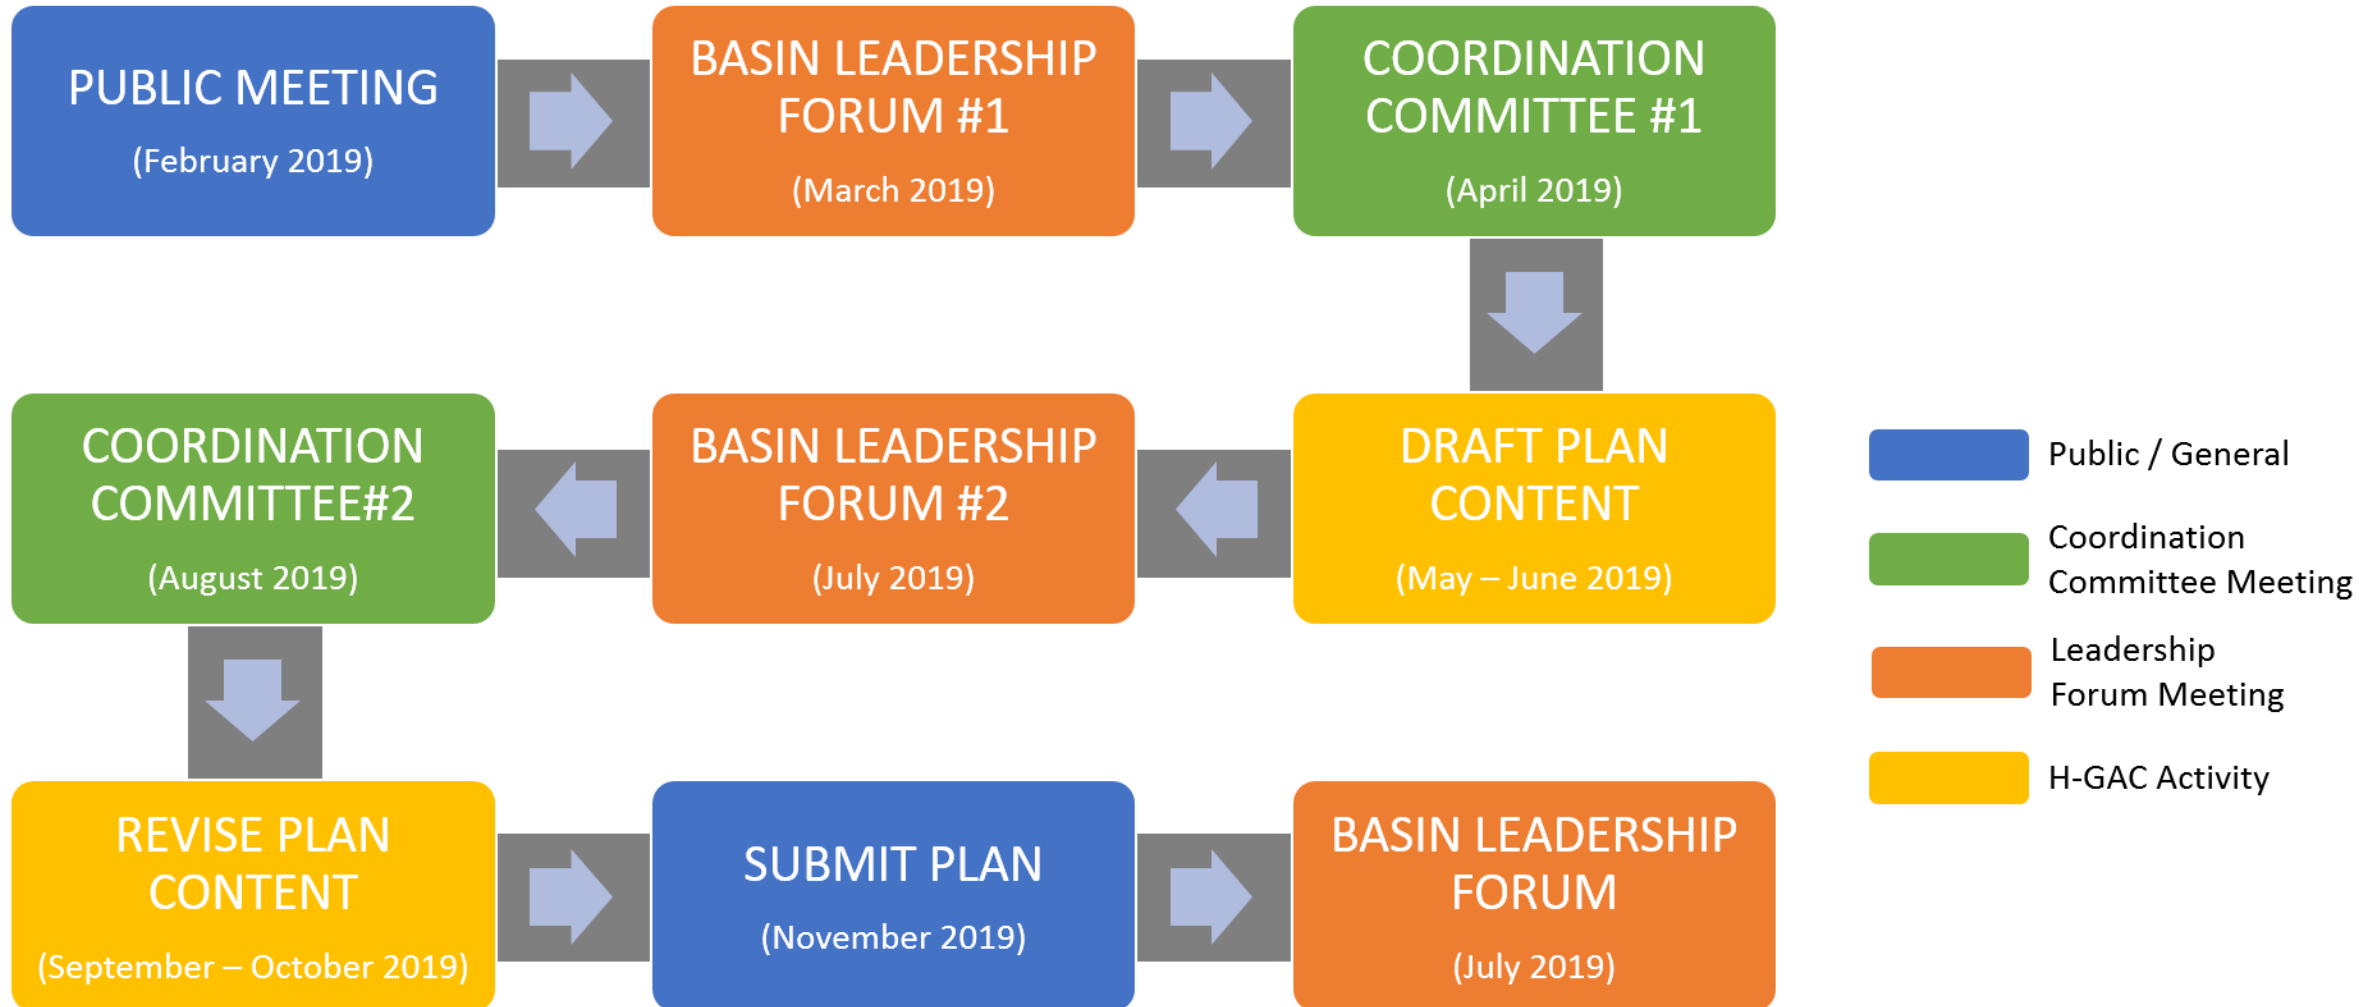 PUBLIC MEETING
(February 2019)
BASIN LEADERSHIP
FORUM #1
(March 2019)
COORDINATION
COMMITTEE #1
(April 2019)
COORDINATION
COMMITTEE#2
(August 2019)
BASIN LEADERSHIP
FORUM #2
(July 2019)
DRAFT PLAN
CONTENT
(May – June 2019)
REVISE PLAN
CONTENT
(September – October 2019)
SUBMIT PLAN
(November 2019)
BASIN LEADERSHIP
FORUM
(July 2019)
Public / General
Coordination
Committee Meeting
Leadership
Forum Meeting
H-GAC Activity